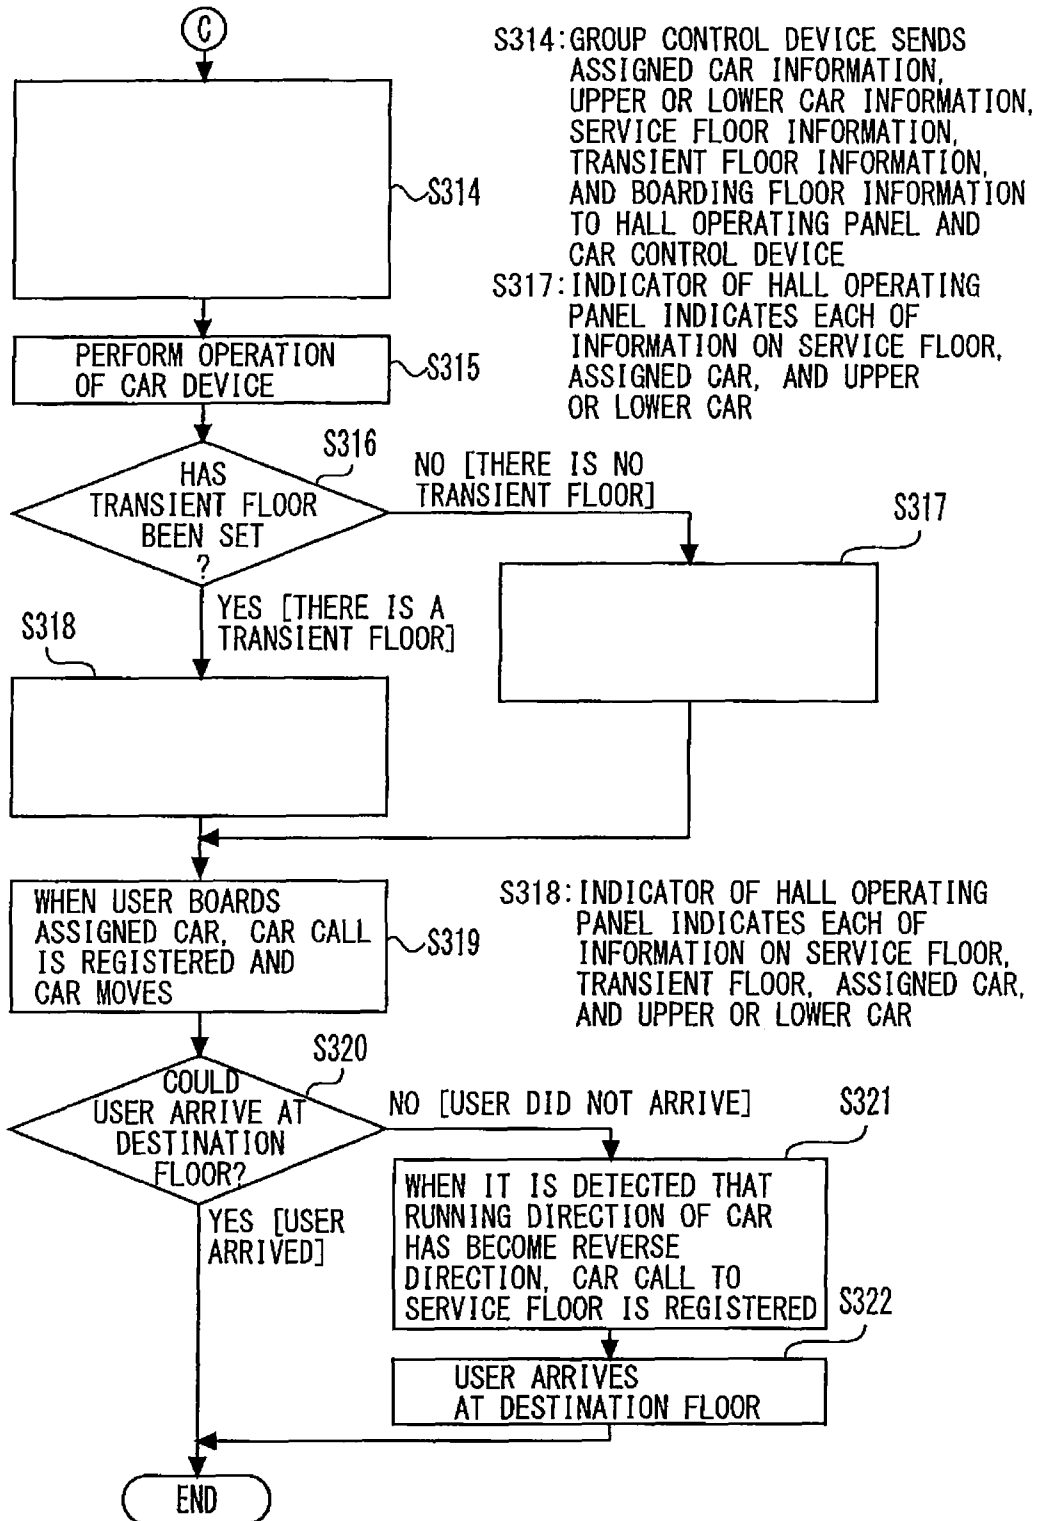 C
S314:GROUP CONTROL DEVICE SENDS
ASSIGNED CAR INFORMATION,
UPPER OR LOWER CAR INFORMATION,
SERVICE FLOOR INFORMATION,
TRANSIENT FLOOR INFORMATION,
AND BOARDING FLOOR INFORMATION
TO HALL OPERATING PANEL AND
CAR CONTROL DEVICE
S314
S317:INDICATOR OF HALL OPERATING
PANEL INDICATES EACH OF
INFORMATION ON SERVICE FLOOR,
ASSIGNED CAR, AND UPPER
OR LOWER CAR
PERFORM OPERATION
OF CAR DEVICE
S315
S316
HAS
TRANSIENT FLOOR
BEEN SET
?
NO [THERE IS NO
TRANSIENT FLOOR]
S317
YES [THERE IS A
TRANSIENT FLOOR]
S318
WHEN USER BOARDS
ASSIGNED CAR, CAR CALL
IS REGISTERED AND
CAR MOVES
S319
S318:INDICATOR OF HALL OPERATING
PANEL INDICATES EACH OF
INFORMATION ON SERVICE FLOOR,
TRANSIENT FLOOR, ASSIGNED CAR,
AND UPPER OR LOWER CAR
S320
COULD
USER ARRIVE AT
DESTINATION
FLOOR?
NO [USER DID NOT ARRIVE]
S321
YES [USER
ARRIVED]
WHEN IT IS DETECTED THAT
RUNNING DIRECTION OF CAR
HAS BECOME REVERSE
DIRECTION, CAR CALL TO
SERVICE FLOOR IS REGISTERED
S322
USER ARRIVES
AT DESTINATION FLOOR
END